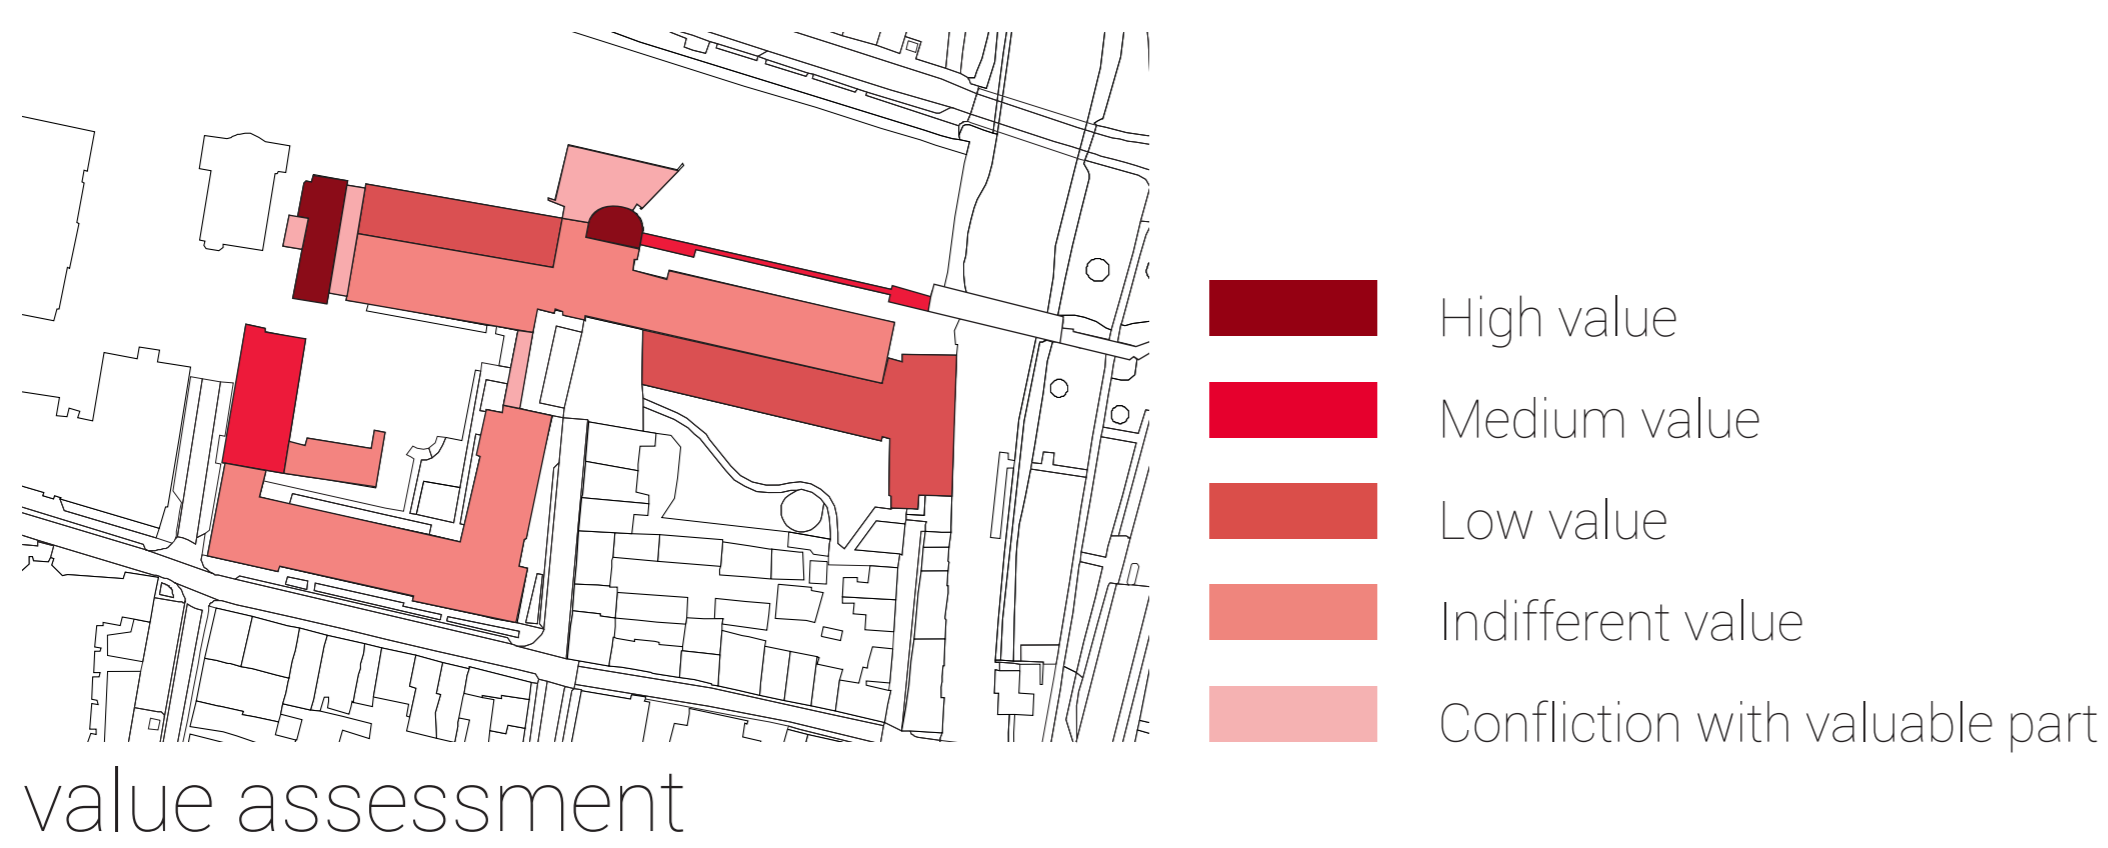 High value
Medium value
Low value
Indifferent value
Confliction with valuable part
value assessment